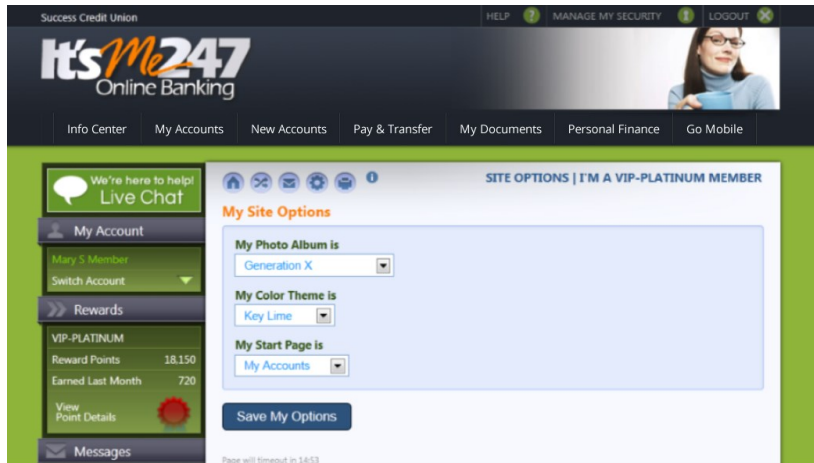 Success Credit Union
HELP
MANAGE MY SECURITY
LOGOUT
It'sMe247
Online Banking
Info Center
My Accounts
New Accounts
Pay & Transfer
My Documents
Personal Finance
Go Mobile
We're here to help!
Live Chat
My Account
Mary S Member
Switch Account
Rewards
VIP-PLATINUM
Reward Points 18,150
Earned Last Month 720
View
Point Details
Messages
SITE OPTIONS | I'M A VIP-PLATINUM MEMBER
My Site Options
My Photo Album is
Generation X
My Color Theme is
Key Lime
My Start Page is
My Accounts
Save My Options
Page will timeout in 14:53